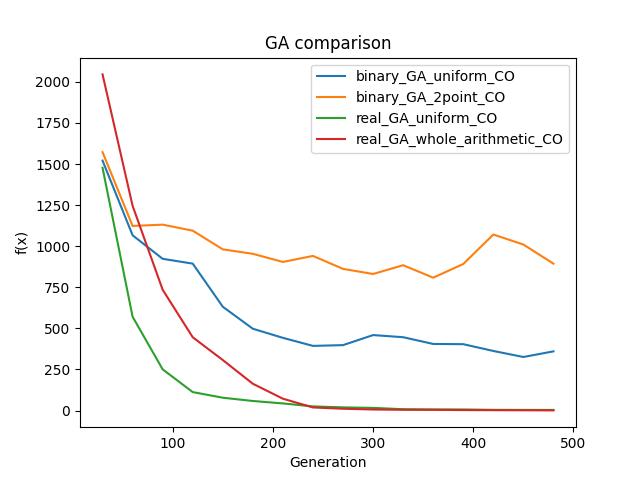 GA comparison
binary_GA_uniform_CO
binary_GA_2point_CO
real_GA_uniform_CO
real_GA_whole_arithmetic_CO
f(x)
2000
1750
1500
1250
1000
750
500
250
0
100 200 300 400 500
Generation